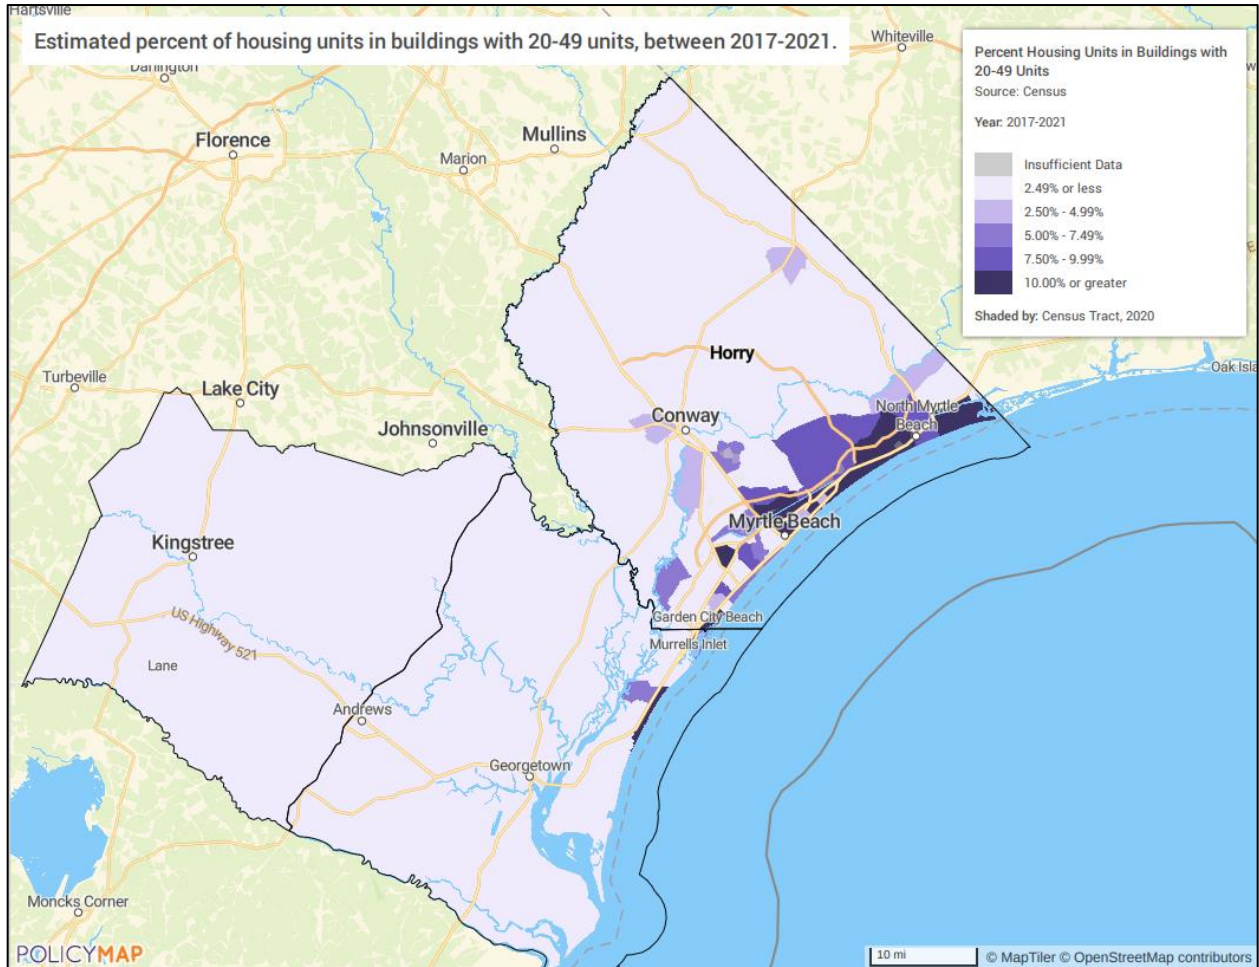 Hartsville
Estimated percent of housing units in buildings with 20-49 units, between 2017-2021.
Darlington
Whiteville
Percent Housing Units in Buildings with
20-49 Units
Source: Census
Year: 2017-2021
Insufficient Data
2.49% or less
2.50% - 4.99%
5.00% - 7.49%
7.50% - 9.99%
10.00% or greater
Shaded by: Census Tract, 2020
Florence
Mullins
Marion
Horry
Turbeville
Lake City
Oak Isla
Johnsonville
Conway
North Myrtle
Beach
Myrtle Beach
Kingstree
Garden City Beach
Murrells Inlet
US Highway 521
Lane
Andrews
Georgetown
Moncks Corner
POLICYMAP
10 mi
© MapTiler © OpenStreetMap contributors